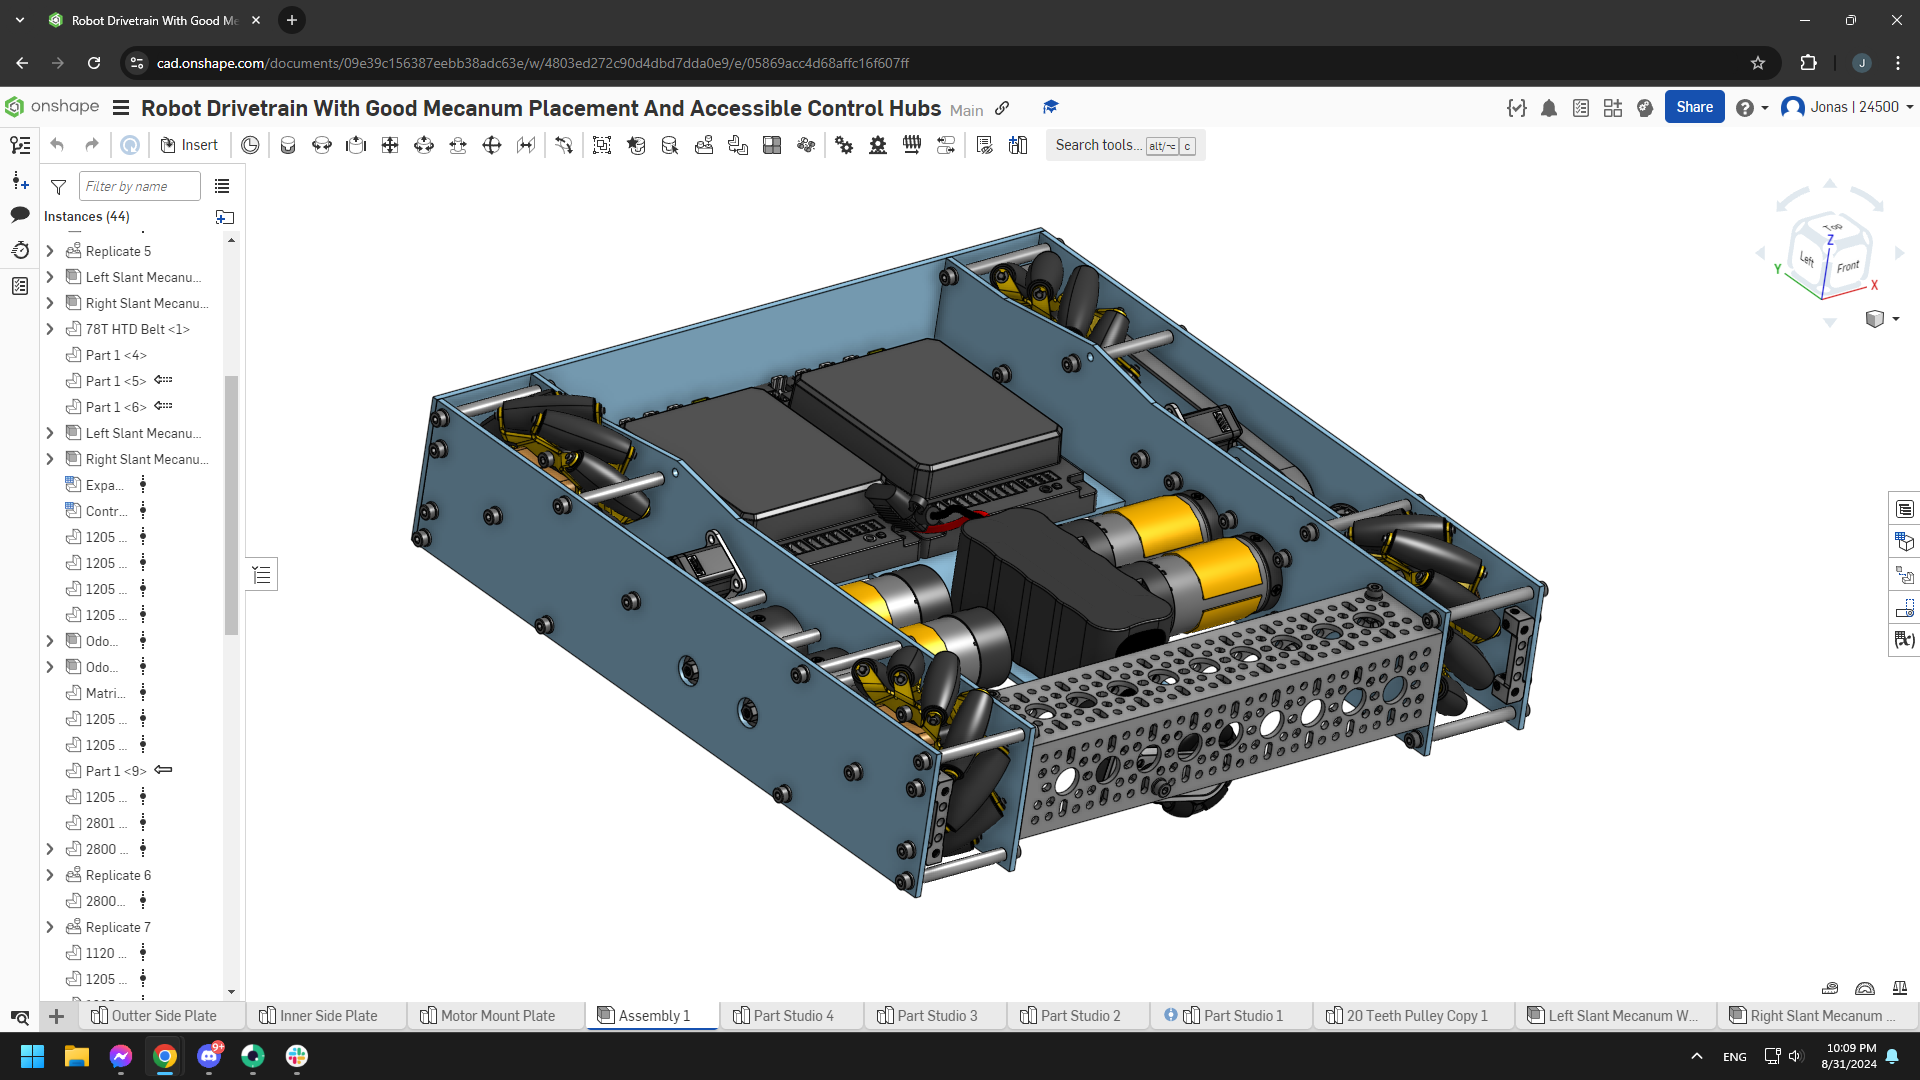 Robot Drivetrain With Good Me
cad.onshape.com/documents/09e39c156387eebb38adc63e/w/4803ed272c90d4dbd7dda0e9/e/05869acc4d68affc16f607ff
J
onshape
Robot Drivetrain With Good Mecanum Placement And Accessible Control Hubs
Main
Share
Jonas | 24500
Insert
Search tools... alt/⌥ c
Filter by name
Instances (44)
Replicate 5
Left Slant Mecanu...
Right Slant Mecanu...
78T HTD Belt <1>
Part 1 <4>
Part 1 <5>
Part 1 <6>
Left Slant Mecanu...
Right Slant Mecanu...
Expa...
Contr...
1205 ...
1205 ...
1205 ...
1205 ...
Odo...
Odo...
Matri...
1205 ...
1205 ...
Part 1 <9>
1205 ...
2801 ...
2800 ...
Replicate 6
2800...
Replicate 7
1120 ...
1205 ...
Top
Z
Left
Front
Y
X
Outter Side Plate
Inner Side Plate
Motor Mount Plate
Assembly 1
Part Studio 4
Part Studio 3
Part Studio 2
Part Studio 1
20 Teeth Pulley Copy 1
Left Slant Mecanum W...
Right Slant Mecanum ...
9+
ENG
10:09 PM
8/31/2024